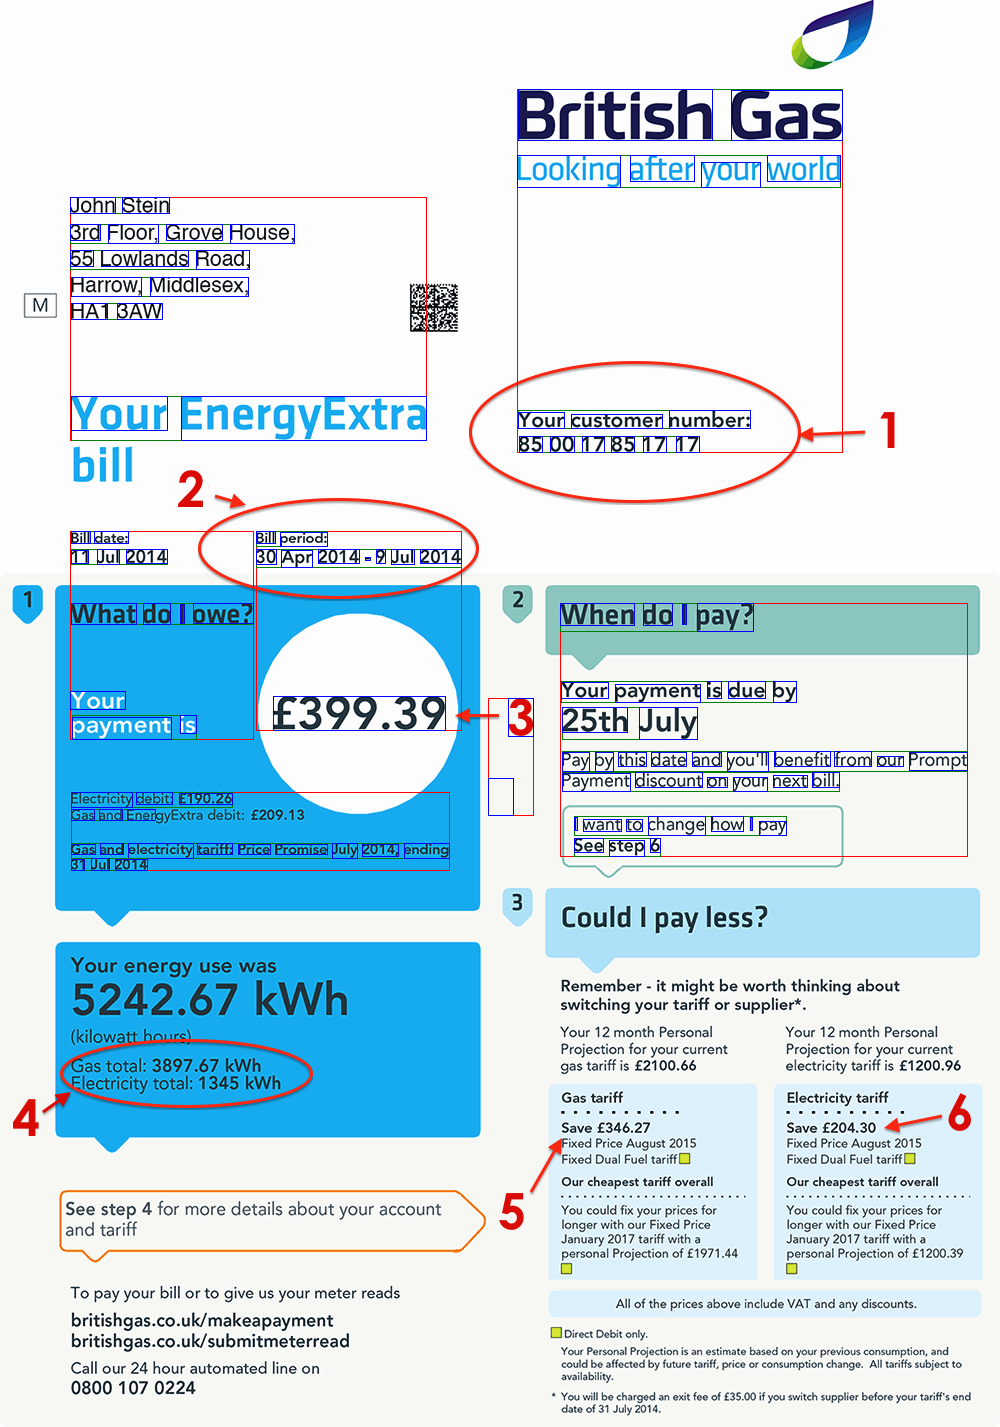 British Gas
Looking after your world
John Stein
3rd Floor, Grove House,
55 Lowlands Road,
Harrow, Middlesex,
HA1 3AW
M
Your EnergyExtra
bill
Your customer number:
85 00 17 85 17 17
1
2
Bill date:
11 Jul 2014
Bill period:
30 Apr 2014 - 9 Jul 2014
1
What do I owe?
Your
payment is
£399.39
3
Electricity debit: £190.26
Gas and EnergyExtra debit: £209.13
Gas and electricity tariff: Price Promise July 2014, ending
31 Jul 2014
Your energy use was
5242.67 kWh
(kilowatt hours)
Gas total: 3897.67 kWh
Electricity total: 1345 kWh
4
See step 4 for more details about your account
and tariff
To pay your bill or to give us your meter reads
britishgas.co.uk/makeapayment
britishgas.co.uk/submitmeterread
Call our 24 hour automated line on
0800 107 0224
2
When do I pay?
Your payment is due by
25th July
Pay by this date and you'll benefit from our Prompt
Payment discount on your next bill.
I want to change how I pay
See step 6
3
Could I pay less?
Remember - it might be worth thinking about
switching your tariff or supplier*.
Your 12 month Personal
Projection for your current
gas tariff is £2100.66
Gas tariff
Save £346.27
Fixed Price August 2015
Fixed Dual Fuel tariff
5
Our cheapest tariff overall
You could fix your prices for
longer with our Fixed Price
January 2017 tariff with a
personal Projection of £1971.44
Your 12 month Personal
Projection for your current
electricity tariff is £1200.96
Electricity tariff
Save £204.30
6
Fixed Price August 2015
Fixed Dual Fuel tariff
Our cheapest tariff overall
You could fix your prices for
longer with our Fixed Price
January 2017 tariff with a
personal Projection of £1200.39
All of the prices above include VAT and any discounts.
Direct Debit only.
Your Personal Projection is an estimate based on your previous consumption, and
could be affected by future tariff, price or consumption change. All tariffs subject to
availability.
* You will be charged an exit fee of £35.00 if you switch supplier before your tariff's end
date of 31 July 2014.